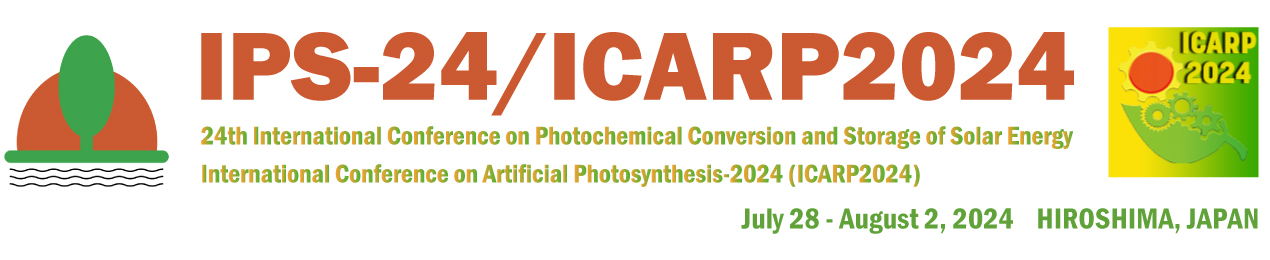 IPS-24/ICARP2024
24th International Conference on Photochemical Conversion and Storage of Solar Energy
International Conference on Artificial Photosynthesis-2024 (ICARP2024)
July 28 - August 2, 2024 HIROSHIMA, JAPAN
ICARP
2024